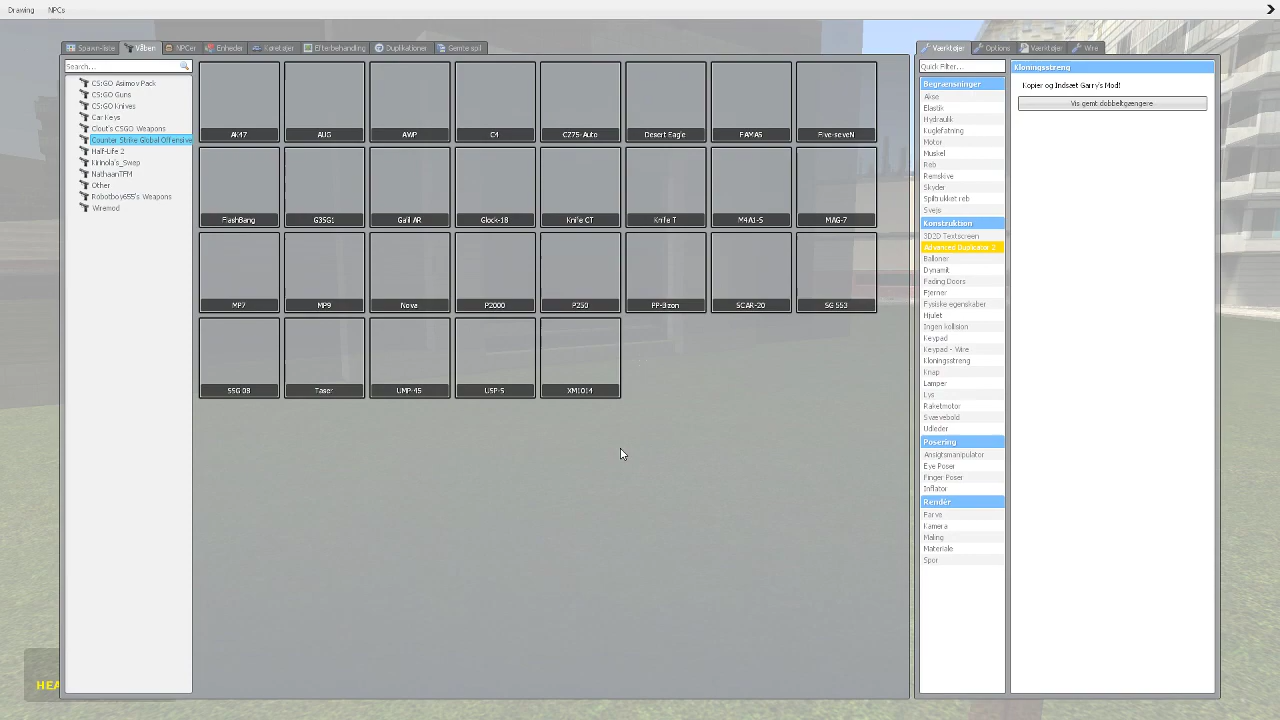 Drawing NPCs
Spawn-liste Våben NPCer Enheder Køretøjer Efterbehandling Duplikationer Gemte spil
Værktøjer Options Værktøjer Wire
Search...
CS:GO Asimov Pack
CS:GO Guns
CS:GO Knives
Car Keys
Clout's CSGO Weapons
Counter Strike Global Offensive
Half-Life 2
Kirinola's_Swep
NathaanTFM
Other
Robotboy655's Weapons
Wiremod
AK47 AUG AWP C4 CZ75-Auto Desert Eagle FAMAS Five-seveN
FlashBang G3SG1 Galil AR Glock-18 Knife CT Knife T M4A1-S MAG-7
MP7 MP9 Nova P2000 P250 PP-Bizon SCAR-20 SG 553
SSG 08 Taser UMP-45 USP-S XM1014
Quick Filter...
Begrænsninger
Akse
Elastik
Hydraulik
Kuglefatning
Motor
Muskel
Reb
Remskive
Skyder
Spiltrukket reb
Svejs
Konstruktion
3D2D Textscreen
Advanced Duplicator 2
Balloner
Dynamit
Fading Doors
Fjerner
Fysiske egenskaber
Hjulet
Ingen kollision
Keypad
Keypad - Wire
Kloningsstreng
Knap
Lamper
Lys
Raketmotor
Svævebold
Udleder
Posering
Ansigtsmanipulator
Eye Poser
Finger Poser
Inflator
Render
Farve
Kamera
Maling
Materiale
Spor
Kloningsstreng
Kopier og Indsæt Garry's Mod!
Vis gemt dobbeltgængere
HEA